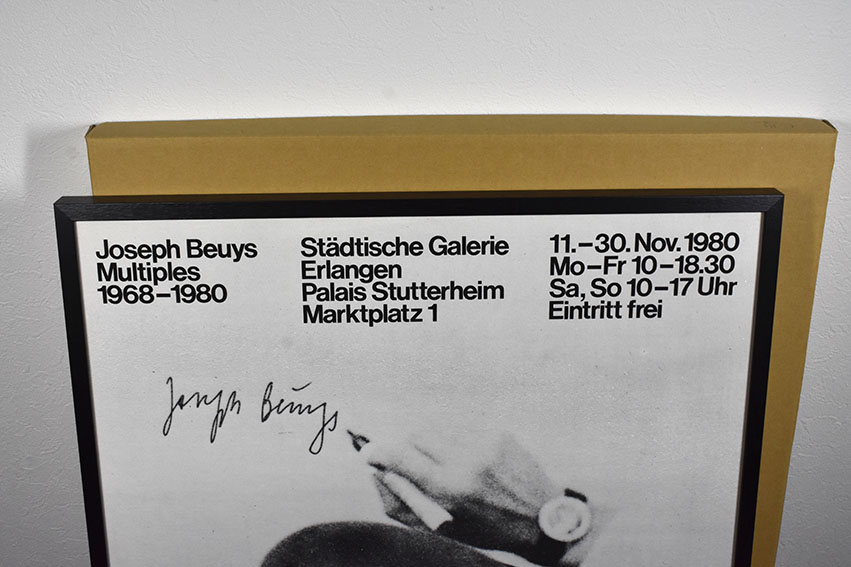 Joseph Beuys
Multiples
1968–1980
Städtische Galerie
Erlangen
Palais Stutterheim
Marktplatz 1
11.–30. Nov. 1980
Mo–Fr 10–18.30
Sa, So 10–17 Uhr
Eintritt frei
Joseph Beuys